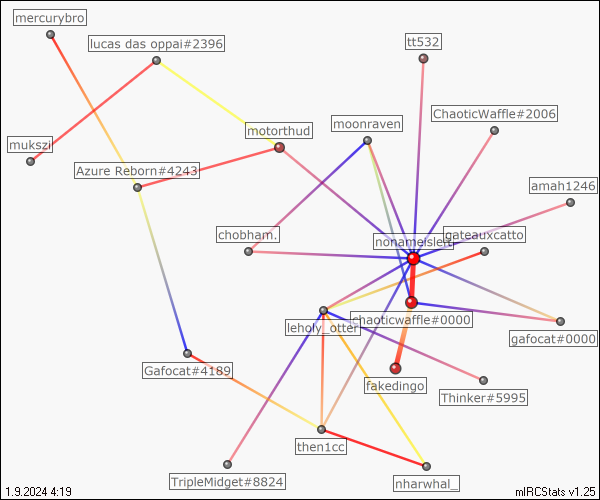 mercurybro
lucas das oppai#2396
tt532
ChaoticWaffle#2006
moonraven
motorthud
mukszi
Azure Reborn#4243
amah1246
chobham.
gateauxcatto
chaoticwaffle#0000
leholy_otter
gafocat#0000
Gafocat#4189
fakedingo
Thinker#5995
then1cc
TripleMidget#8824
nharwhal_
1.9.2024 4:19
mIRCStats v1.25